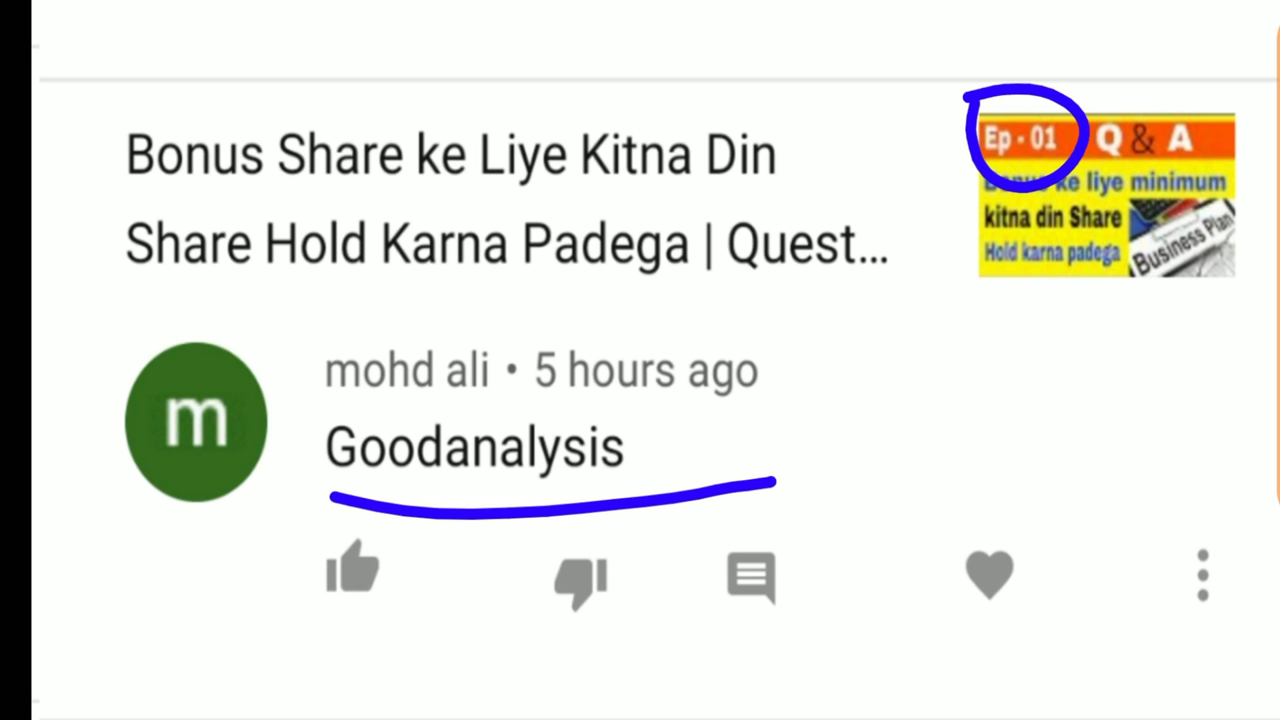 Bonus Share ke Liye Kitna Din
Share Hold Karna Padega | Quest...
Ep - 01 Q & A
Bonus ke liye minimum
kitna din Share
Hold karna padega
Business Plan
m
mohd ali • 5 hours ago
Goodanalysis